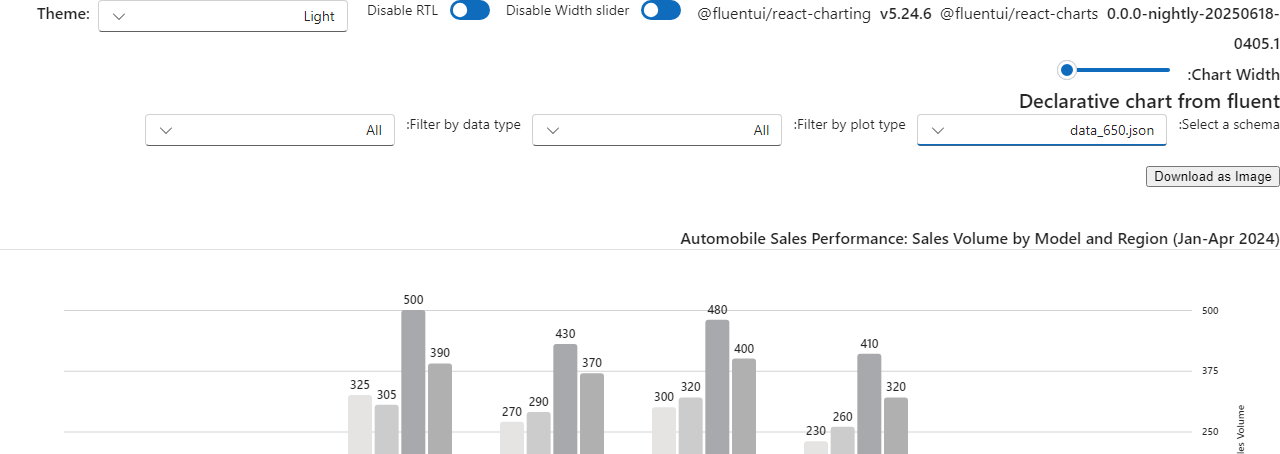 Theme:
Light
Disable RTL
Disable Width slider
@fluentui/react-charting v5.24.6 @fluentui/react-charts 0.0.0-nightly-20250618-
0405.1
:Chart Width
Declarative chart from fluent
:Select a schema
data_650.json
:Filter by plot type
All
:Filter by data type
All
Download as Image
Automobile Sales Performance: Sales Volume by Model and Region (Jan-Apr 2024)
500
375
250
325
305
500
390
270
290
430
370
300
320
480
400
230
260
410
320
Volume